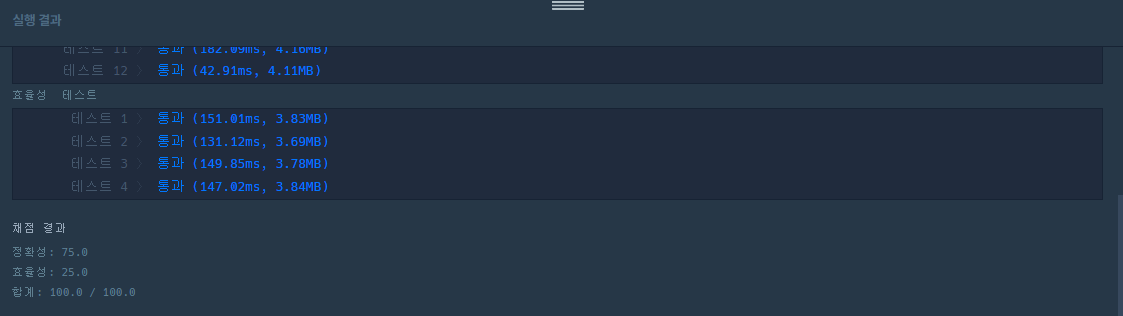 실행 결과
테스트 11 〉 통과 (182.09ms, 4.16MB)
테스트 12 〉 통과 (42.91ms, 4.11MB)
효율성 테스트
테스트 1 〉 통과 (151.01ms, 3.83MB)
테스트 2 〉 통과 (131.12ms, 3.69MB)
테스트 3 〉 통과 (149.85ms, 3.78MB)
테스트 4 〉 통과 (147.02ms, 3.84MB)
채점 결과
정확성: 75.0
효율성: 25.0
합계: 100.0 / 100.0